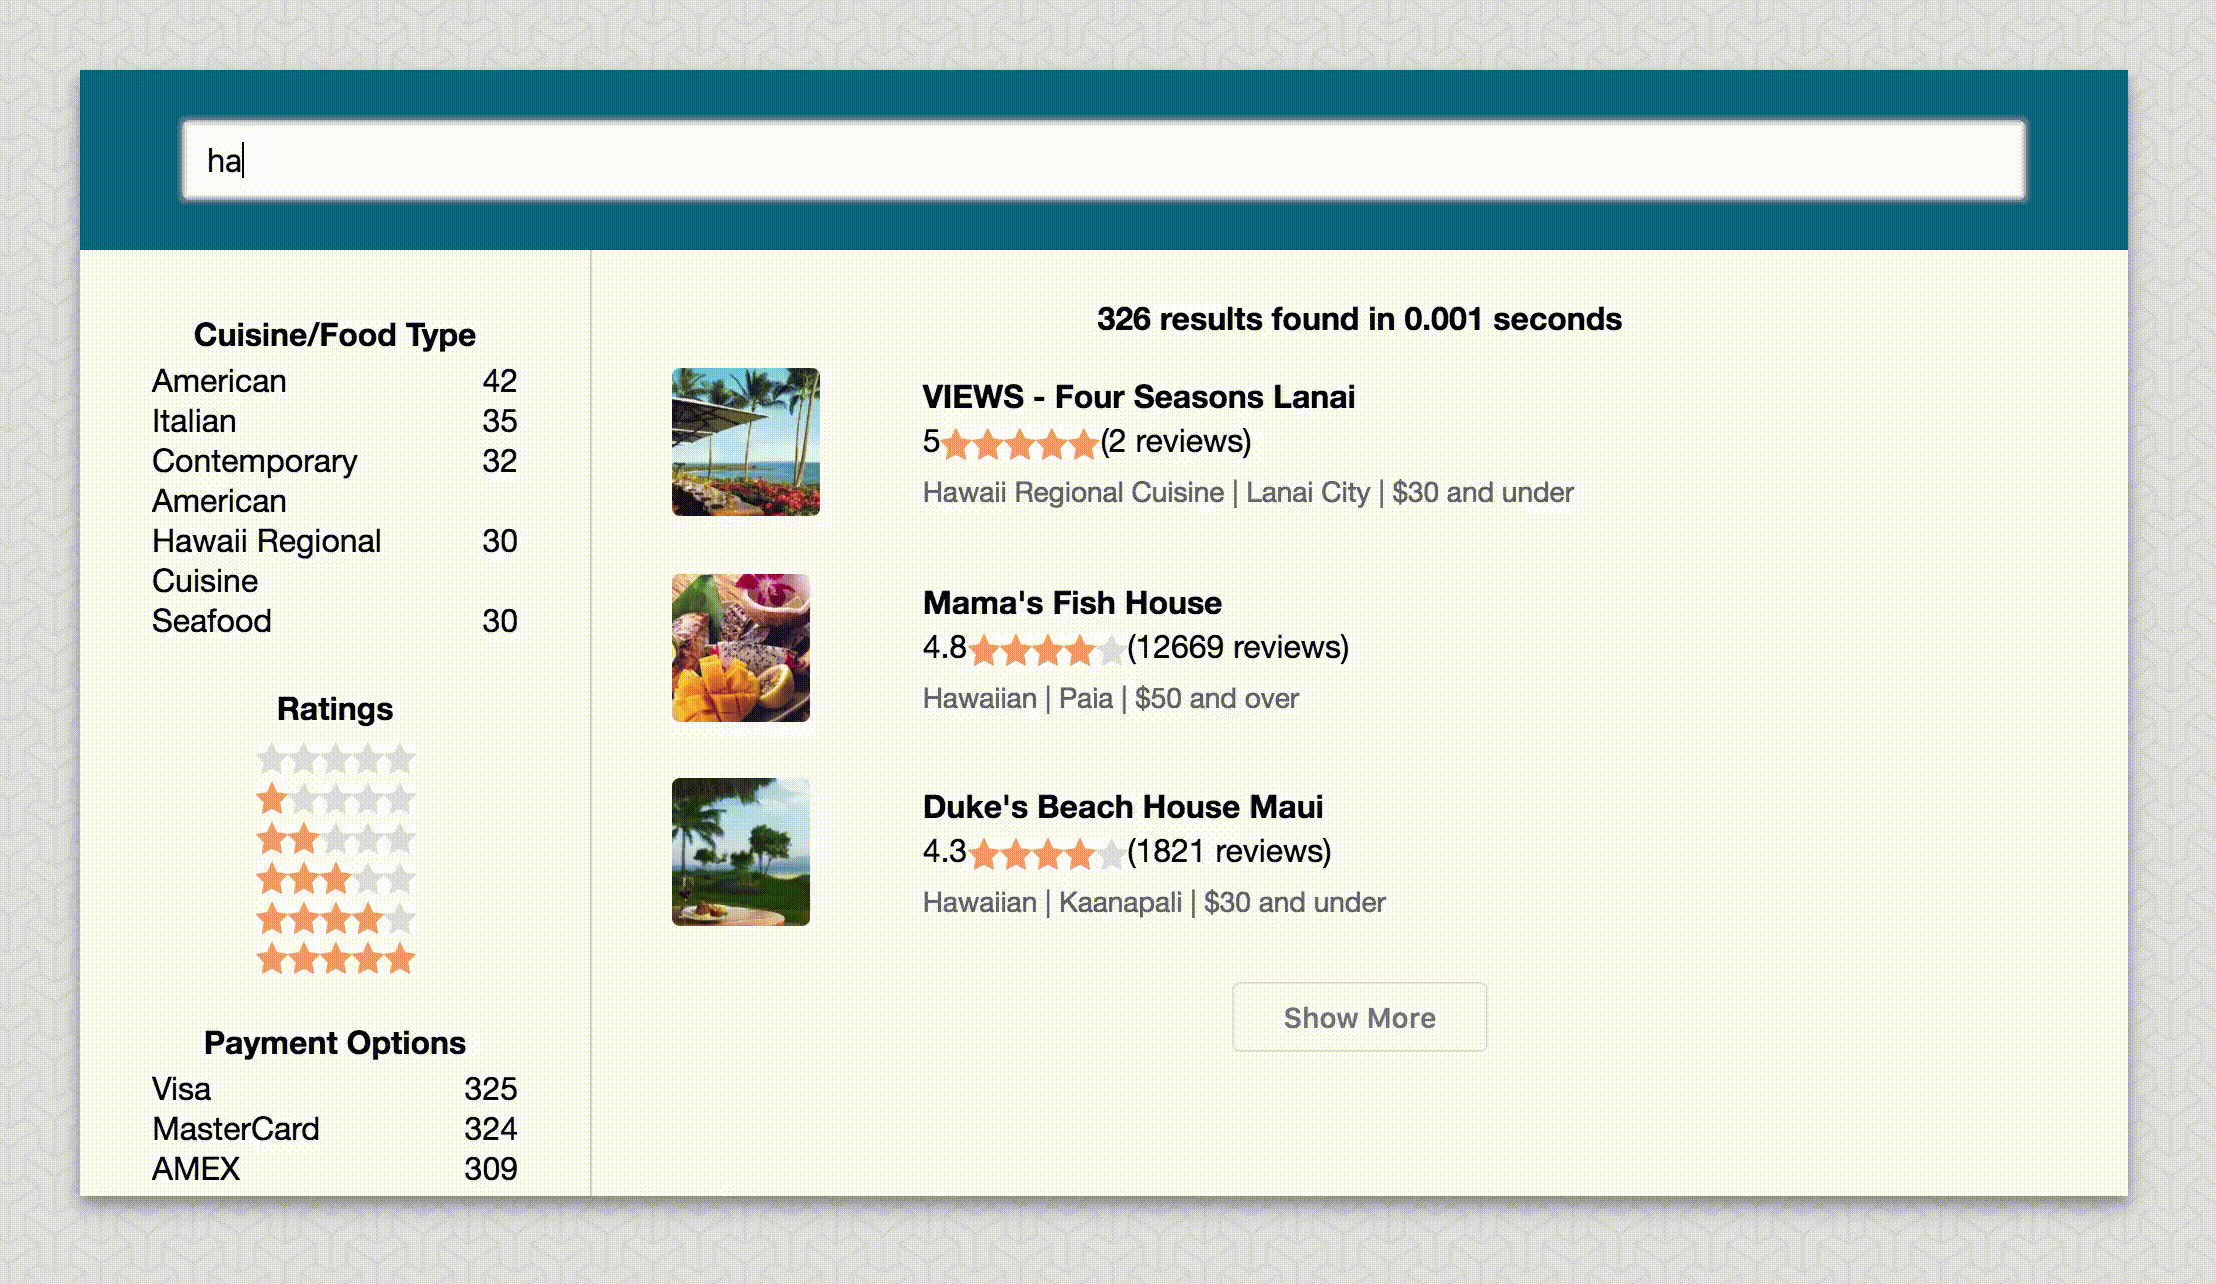 ha
Cuisine/Food Type
American 42
Italian 35
Contemporary 32
American
Hawaii Regional 30
Cuisine
Seafood 30
Ratings
Payment Options
Visa 325
MasterCard 324
AMEX 309
326 results found in 0.001 seconds
VIEWS - Four Seasons Lanai
5 (2 reviews)
Hawaii Regional Cuisine | Lanai City | $30 and under
Mama's Fish House
4.8 (12669 reviews)
Hawaiian | Paia | $50 and over
Duke's Beach House Maui
4.3 (1821 reviews)
Hawaiian | Kaanapali | $30 and under
Show More